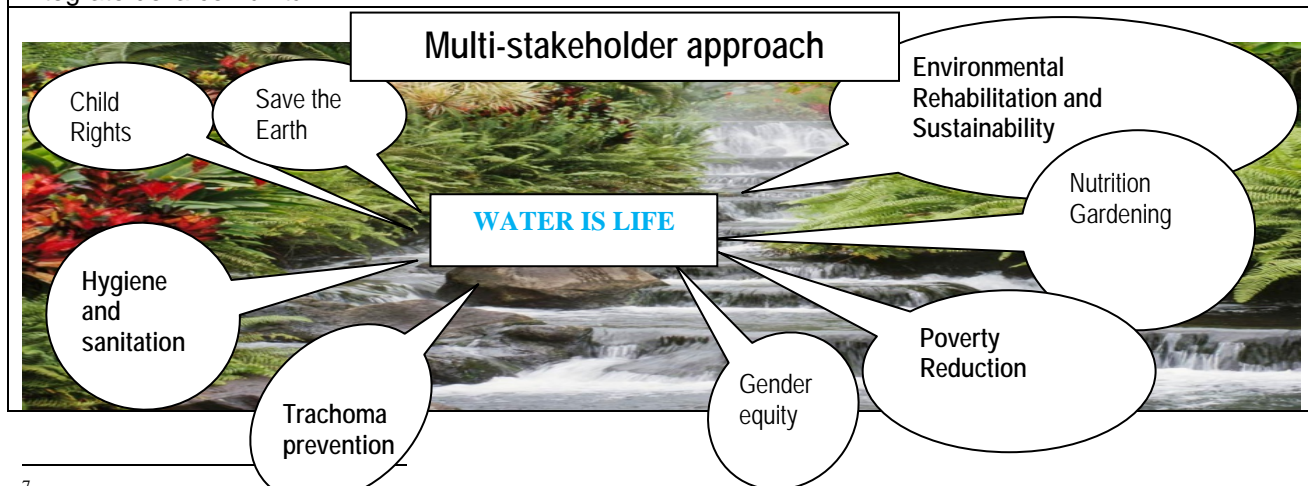 Multi-stakeholder approach
Child
Rights
Save the
Earth
Environmental
Rehabilitation and
Sustainability
WATER IS LIFE
Nutrition
Gardening
Hygiene
and
sanitation
Poverty
Reduction
Gender
equity
Trachoma
prevention
7